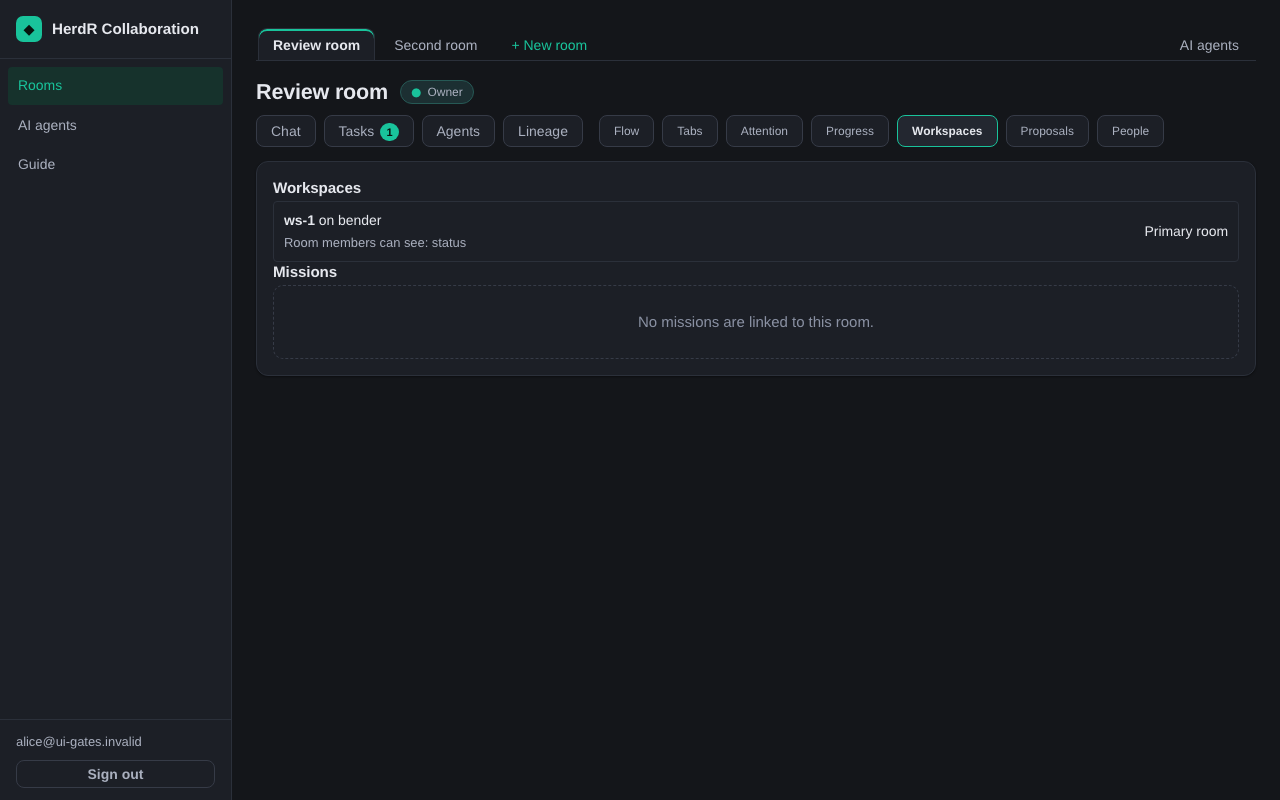 HerdR Collaboration
Rooms
AI agents
Guide
alice@ui-gates.invalid
Sign out
Review room
Second room
+ New room
AI agents
Review room
Owner
Chat
Tasks 1
Agents
Lineage
Flow
Tabs
Attention
Progress
Workspaces
Proposals
People
Workspaces
ws-1 on bender
Room members can see: status
Primary room
Missions
No missions are linked to this room.